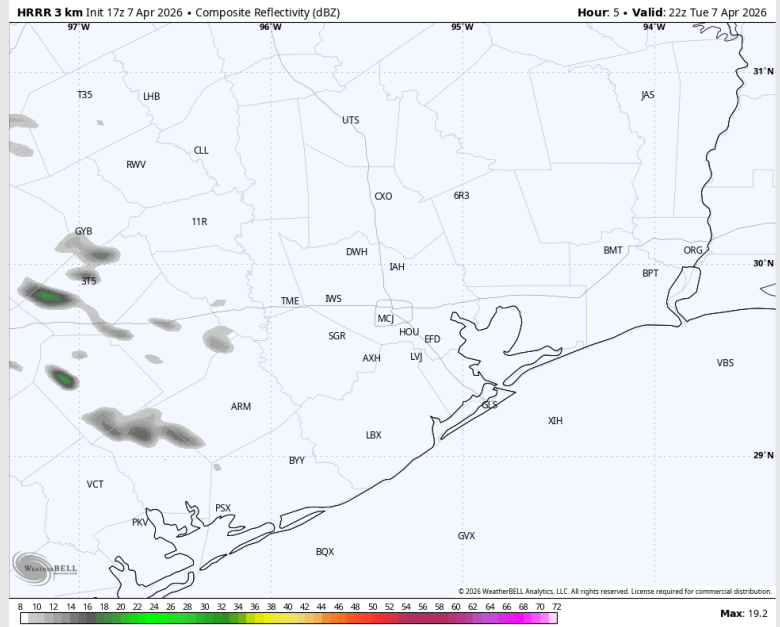 HRRR 3 km Init 17z 7 Apr 2026 • Composite Reflectivity (dBZ) Hour: 5 • Valid: 22z Tue 7 Apr 2026
97°W 96°W 95°W 94°W
31°N
T35 LHB JAS
UTS
CLL
RWV
CXO 6R3
11R
GYB
DWH BMT ORG
IAH 30°N
BPT
3T5
TME IWS
MCJ
SGR HOU EFD
AXH LVJ
VBS
ARM GLS
XIH
LBX
29°N
BYY
VCT
PSX
PKV
GVX
BQX
WEATHERBELL
© 2026 WeatherBELL Analytics, LLC. All rights reserved. License required for commercial distribution.
8 10 12 14 16 18 20 22 24 26 28 30 32 34 36 38 40 42 44 46 48 50 52 54 56 58 60 62 64 66 68 70 72 Max: 19.2